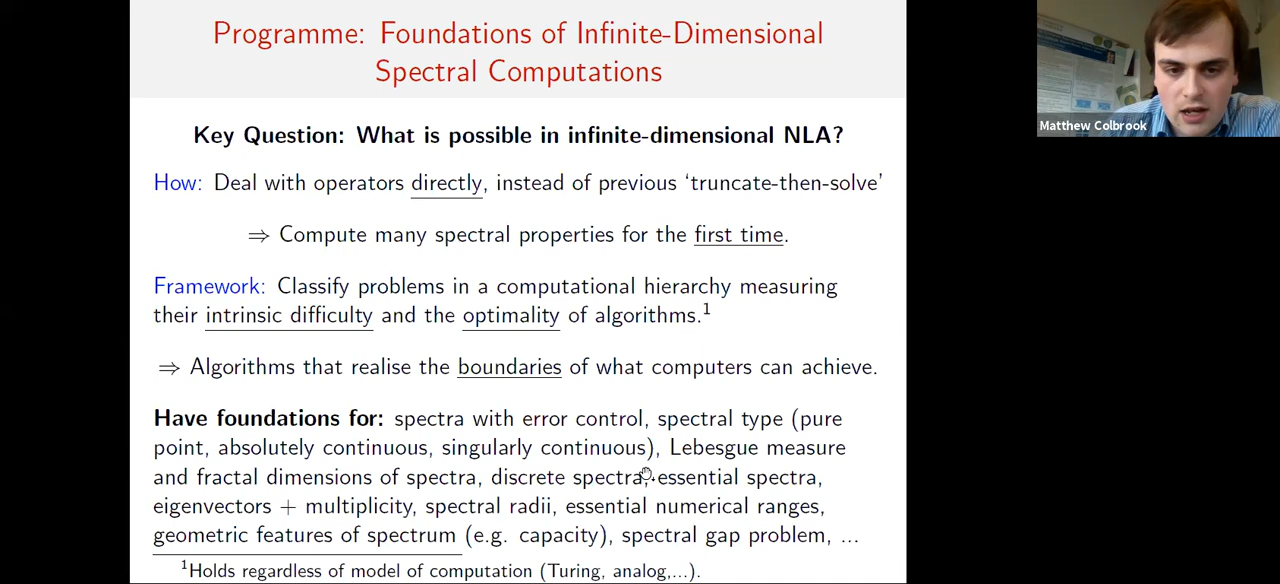 Programme: Foundations of Infinite-Dimensional
Spectral Computations
Key Question: What is possible in infinite-dimensional NLA?
How: Deal with operators directly, instead of previous ‘truncate-then-solve’
⇒ Compute many spectral properties for the first time.
Framework: Classify problems in a computational hierarchy measuring
their intrinsic difficulty and the optimality of algorithms.¹
⇒ Algorithms that realise the boundaries of what computers can achieve.
Have foundations for: spectra with error control, spectral type (pure
point, absolutely continuous, singularly continuous), Lebesgue measure
and fractal dimensions of spectra, discrete spectra, essential spectra,
eigenvectors + multiplicity, spectral radii, essential numerical ranges,
geometric features of spectrum (e.g. capacity), spectral gap problem, ...
¹Holds regardless of model of computation (Turing, analog,...).
Matthew Colbrook